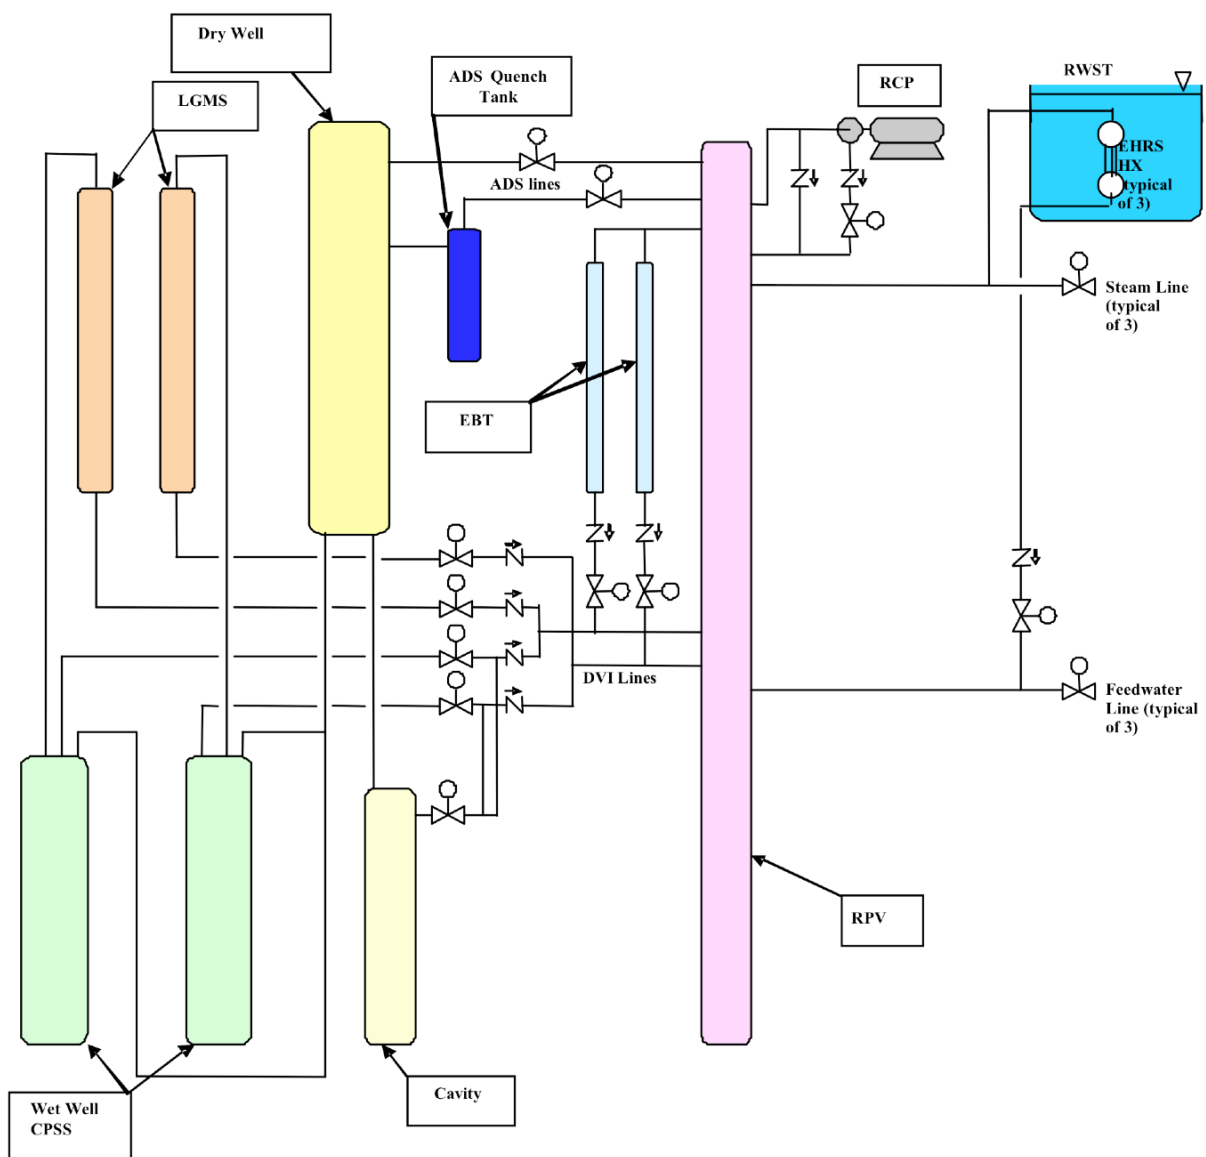 Dry Well
ADS Quench
Tank
LGMS
RCP
RWST
EHRS
HX
(typical
of 3)
ADS lines
Steam Line
(typical
of 3)
EBT
DVI Lines
Feedwater
Line (typical
of 3)
RPV
Cavity
Wet Well
CPSS